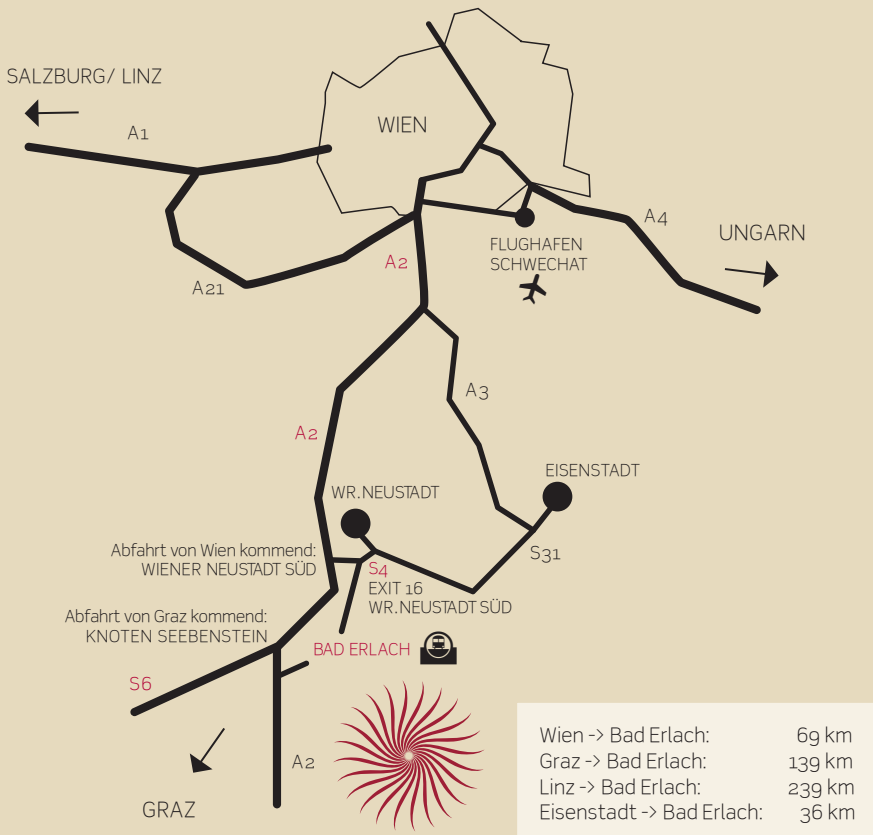 SALZBURG/ LINZ
A1
WIEN
A4
UNGARN
FLUGHAFEN
SCHWECHAT
A2
A21
A3
A2
EISENSTADT
WR.NEUSTADT
S31
Abfahrt von Wien kommend:
WIENER NEUSTADT SÜD
S4
EXIT 16
WR.NEUSTADT SÜD
Abfahrt von Graz kommend:
KNOTEN SEEBENSTEIN
BAD ERLACH
S6
A2
GRAZ
Wien -> Bad Erlach: 69 km
Graz -> Bad Erlach: 139 km
Linz -> Bad Erlach: 239 km
Eisenstadt -> Bad Erlach: 36 km